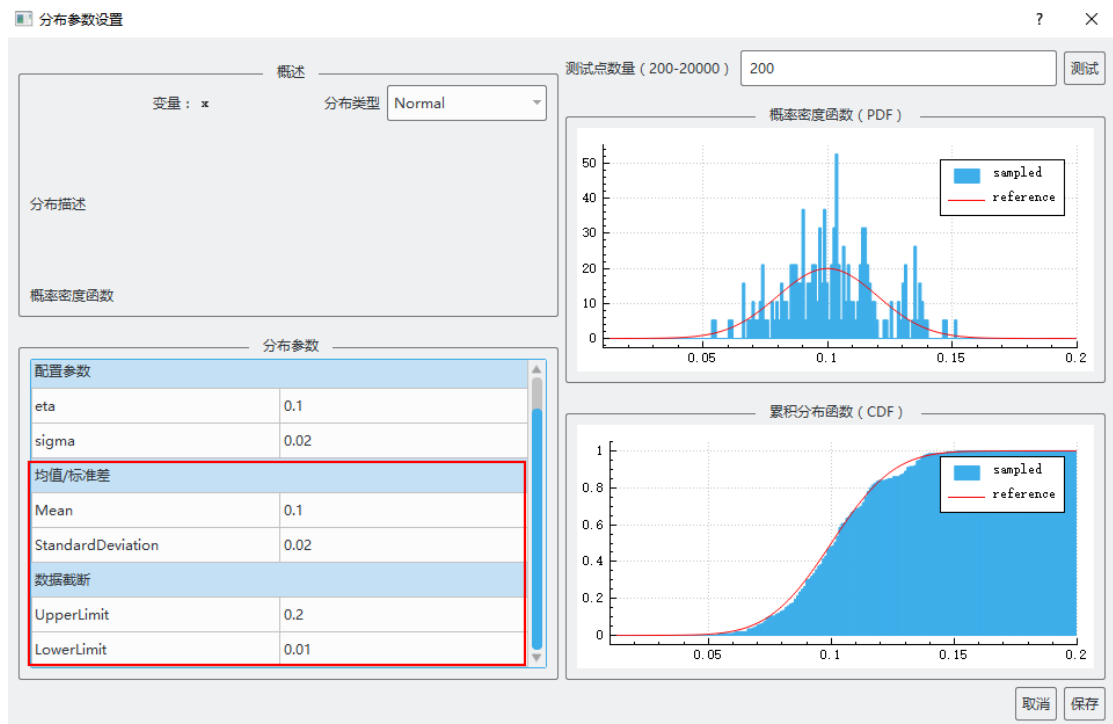 分布参数设置
? ×
概述
变量： x 分布类型 Normal
分布描述
概率密度函数
分布参数
配置参数
eta 0.1
sigma 0.02
均值/标准差
Mean 0.1
StandardDeviation 0.02
数据截断
UpperLimit 0.2
LowerLimit 0.01
测试点数量（200-20000） 200 测试
概率密度函数（PDF）
50
40
30
20
10
0
0.05 0.1 0.15 0.2
sampled
reference
累积分布函数（CDF）
1
0.8
0.6
0.4
0.2
0
0.05 0.1 0.15 0.2
sampled
reference
取消 保存